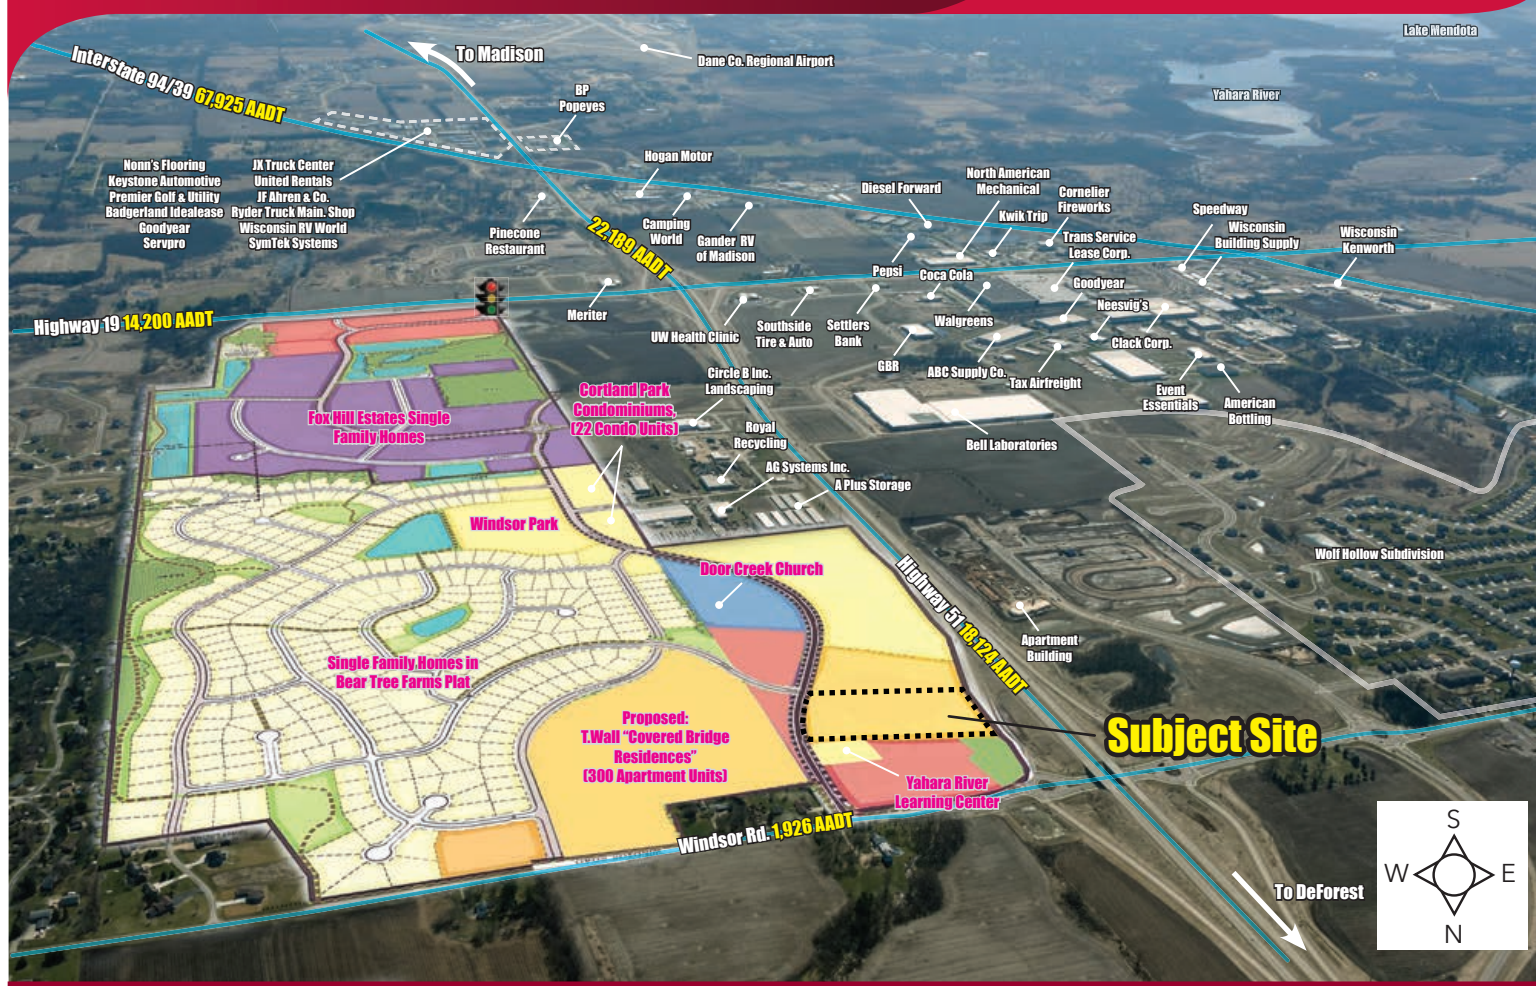 Lake Mendota
To Madison
Dane Co. Regional Airport
Interstate 94/39 67,925 AADT
BP
Popeyes
Yahara River
Nonn's Flooring
Keystone Automotive
Premier Golf & Utility
Badgerland Idealease
Goodyear
Servpro
JX Truck Center
United Rentals
JF Ahren & Co.
Ryder Truck Main. Shop
Wisconsin RV World
SymTek Systems
Hogan Motor
Pinecone
Restaurant
22,189 AADT
Camping
World
Gander RV
of Madison
Diesel Forward
North American
Mechanical
Kwik Trip
Cornelier
Fireworks
Trans Service
Lease Corp.
Speedway
Wisconsin
Building Supply
Wisconsin
Kenworth
Pepsi
Coca Cola
Goodyear
Neesvig's
Highway 19 14,200 AADT
Meriter
UW Health Clinic
Southside
Tire & Auto
Settlers
Bank
Walgreens
Clack Corp.
GBR
ABC Supply Co.
Tax Airfreight
Event
Essentials
American
Bottling
Circle B Inc.
Landscaping
Cortland Park
Condominiums,
(22 Condo Units)
Fox Hill Estates Single
Family Homes
Royal
Recycling
Bell Laboratories
AG Systems Inc.
A Plus Storage
Windsor Park
Wolf Hollow Subdivision
Door Creek Church
Highway 51 18,124 AADT
Apartment
Building
Single Family Homes in
Bear Tree Farms Plat
Proposed:
T.Wall "Covered Bridge
Residences"
(300 Apartment Units)
Subject Site
Yahara River
Learning Center
Windsor Rd. 1,926 AADT
To DeForest
S
W E
N